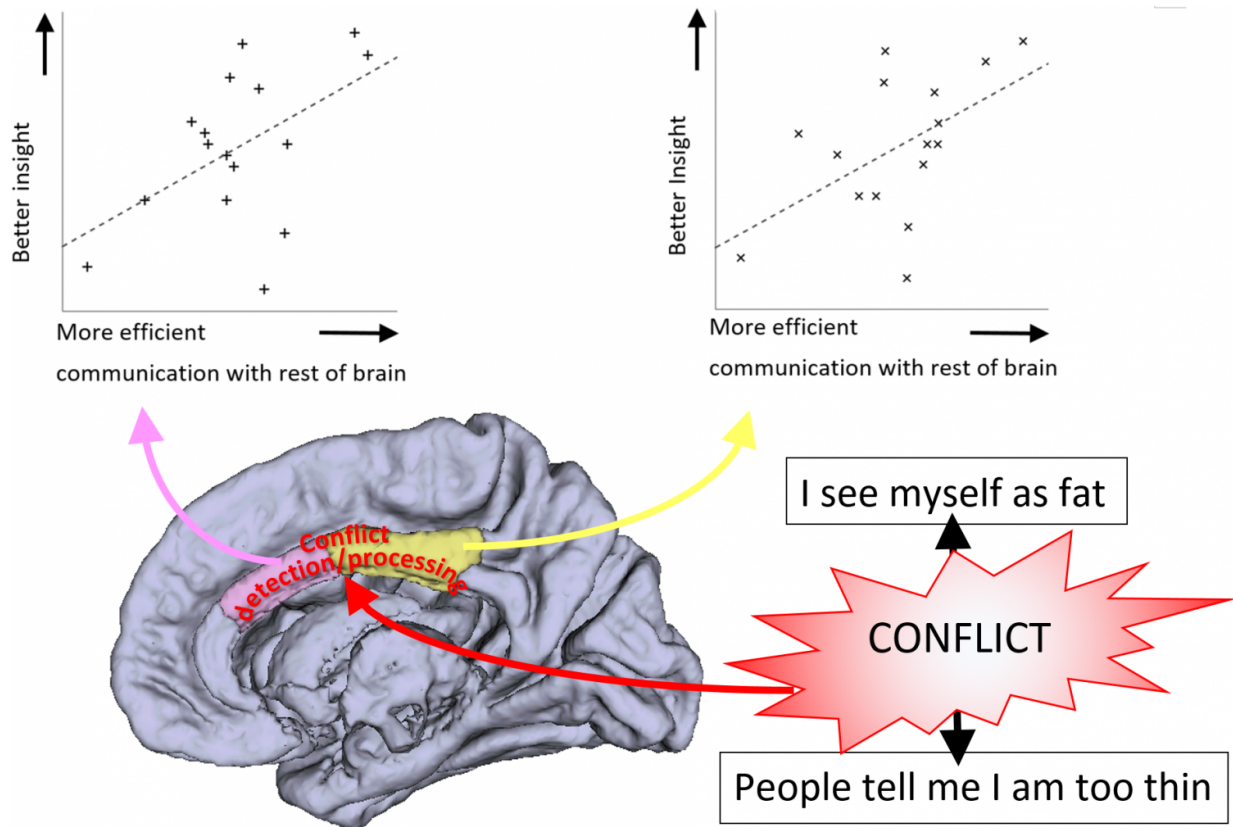 Better insight
More efficient
communication with rest of brain
Better Insight
More efficient
communication with rest of brain
Conflict
detection/processing
I see myself as fat
CONFLICT
People tell me I am too thin